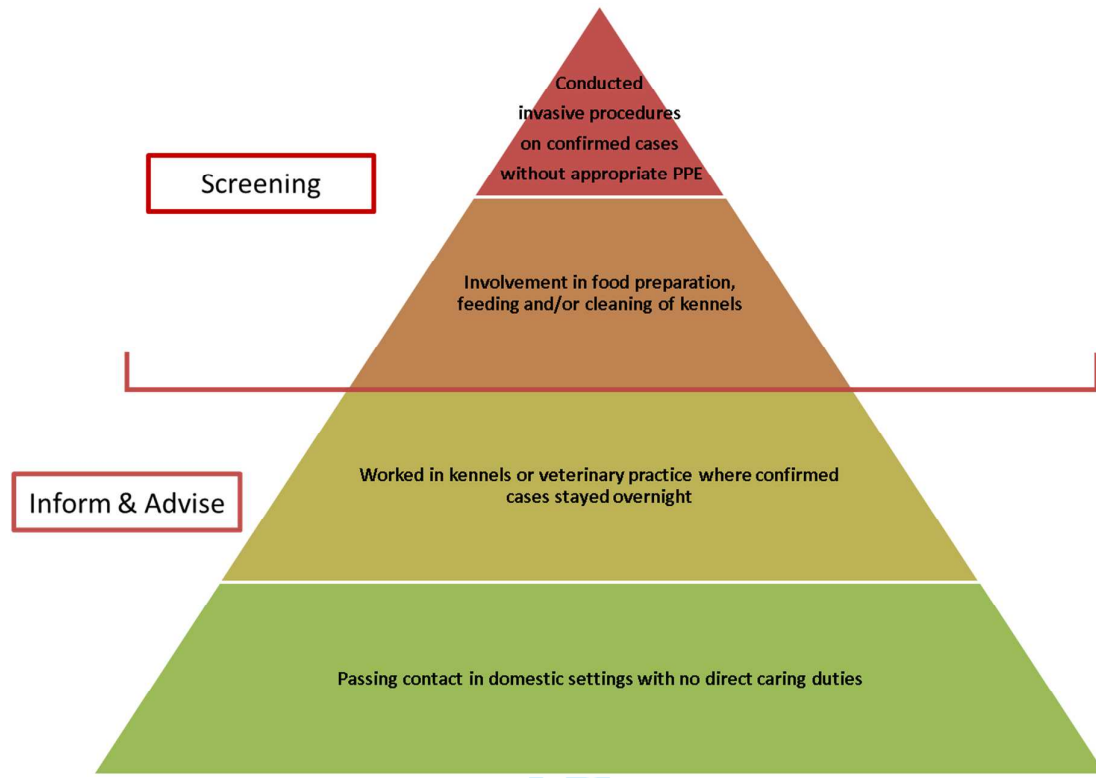 Conducted
invasive procedures
on confirmed cases
without appropriate PPE
Screening
Involvement in food preparation,
feeding and/or cleaning of kennels
Worked in kennels or veterinary practice where confirmed
cases stayed overnight
Inform & Advise
Passing contact in domestic settings with no direct caring duties